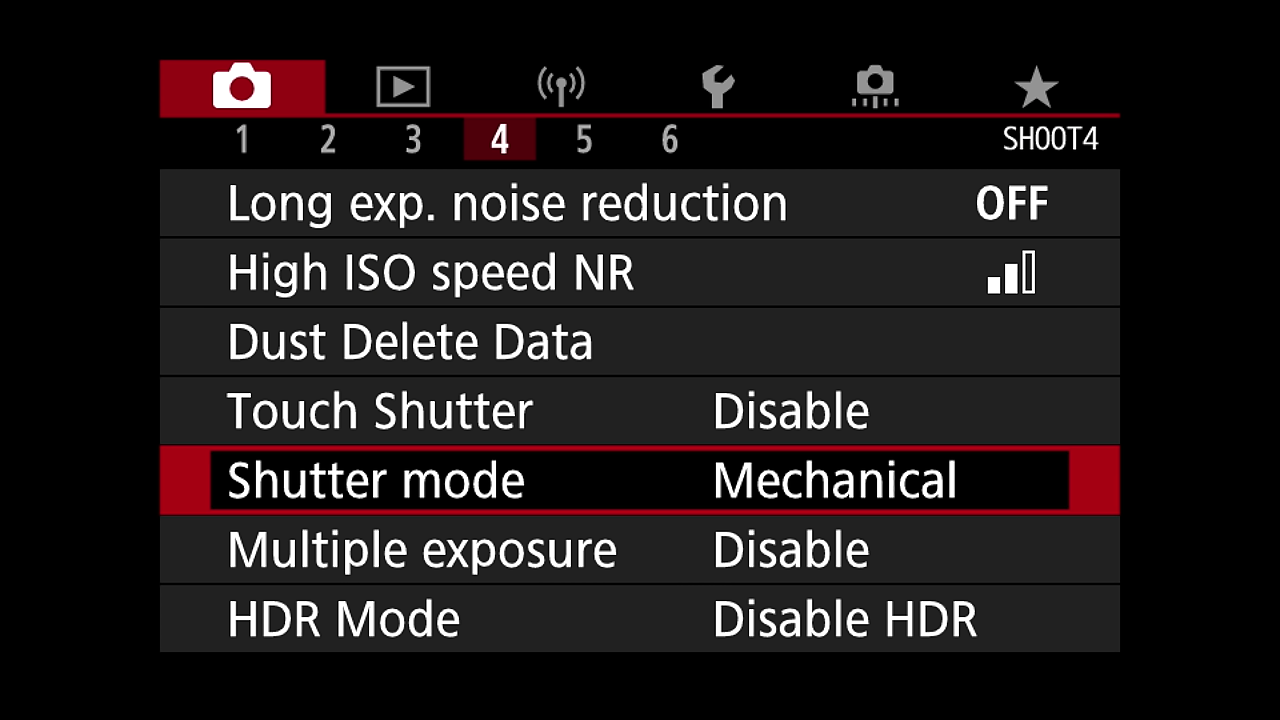 1 2 3 4 5 6 SHOOT4
Long exp. noise reduction OFF
High ISO speed NR
Dust Delete Data
Touch Shutter Disable
Shutter mode Mechanical
Multiple exposure Disable
HDR Mode Disable HDR